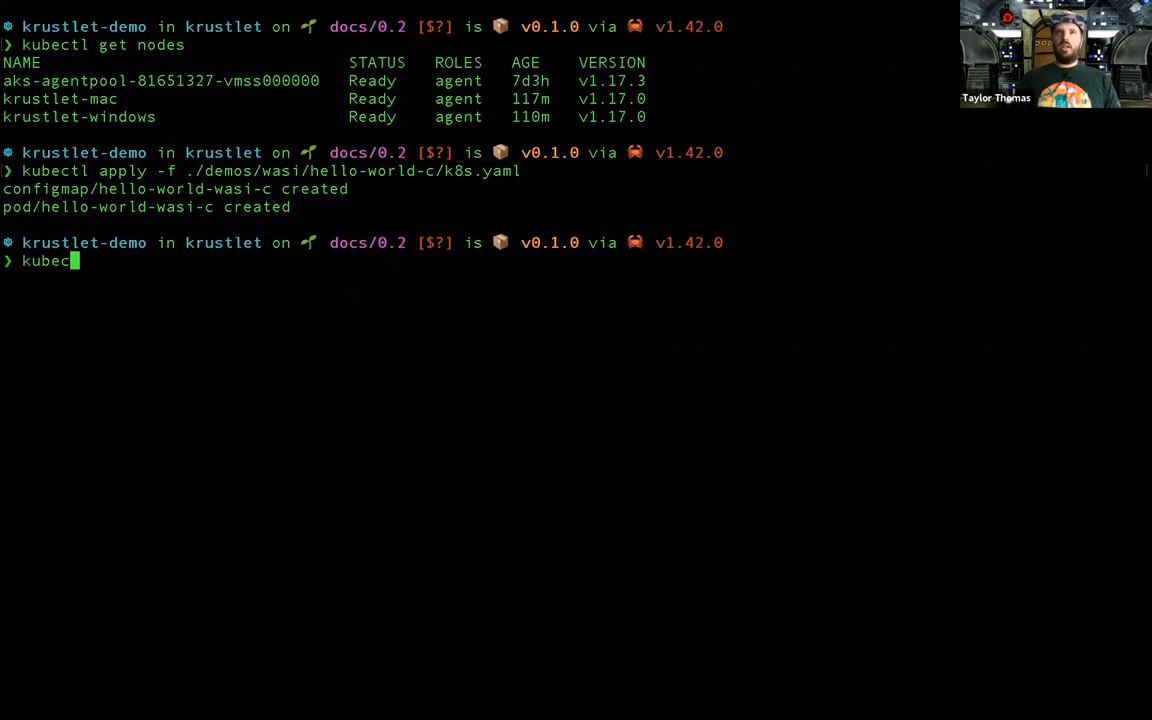 krustlet-demo in krustlet on docs/0.2 [$?] is v0.1.0 via v1.42.0
❯ kubectl get nodes
NAME STATUS ROLES AGE VERSION
aks-agentpool-81651327-vmss000000 Ready agent 7d3h v1.17.3
krustlet-mac Ready agent 117m v1.17.0
krustlet-windows Ready agent 110m v1.17.0
krustlet-demo in krustlet on docs/0.2 [$?] is v0.1.0 via v1.42.0
❯ kubectl apply -f ./demos/wasi/hello-world-c/k8s.yaml
configmap/hello-world-wasi-c created
pod/hello-world-wasi-c created
krustlet-demo in krustlet on docs/0.2 [$?] is v0.1.0 via v1.42.0
❯ kubec
Taylor Thomas